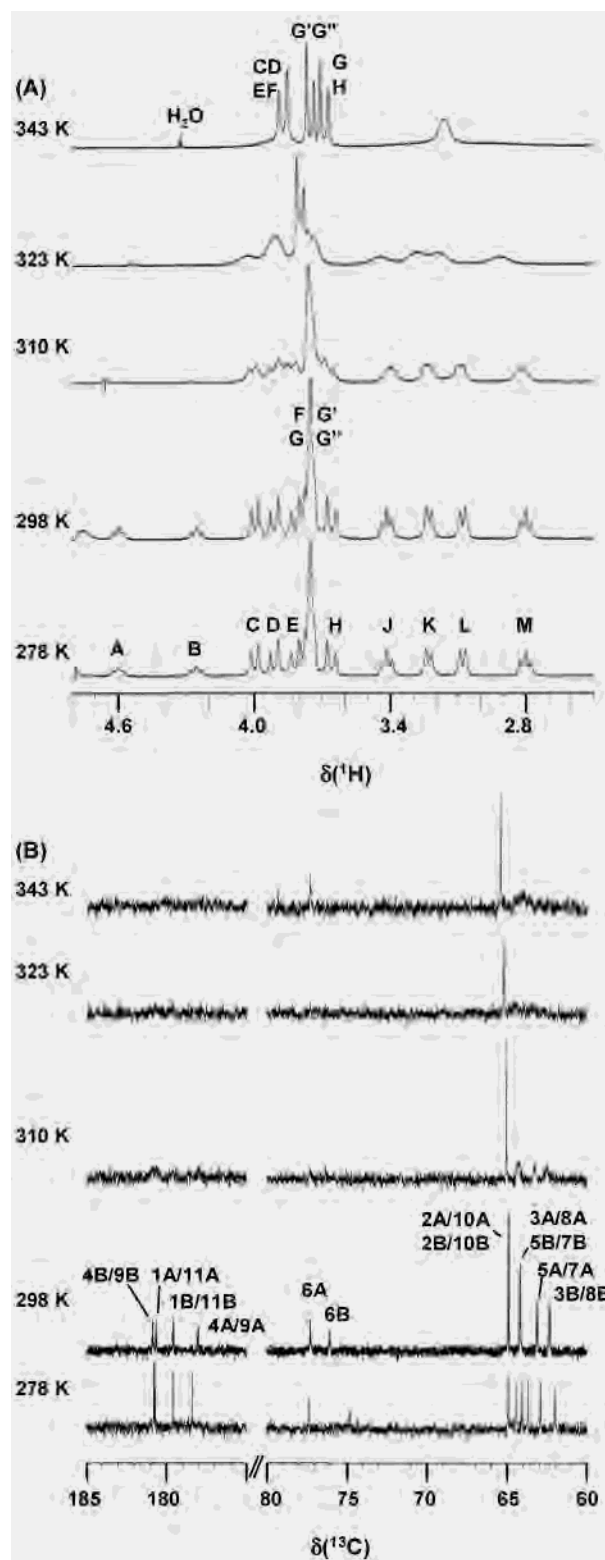 G'G"
(A)
CD
G
EF
H
H₂O
343 K
323 K
310 K
F G'
G G"
298 K
A B C D E H J K L M
278 K
4.6 4.0 3.4 2.8
δ(¹H)
(B)
343 K
323 K
310 K
2A/10A 3A/8A
2B/10B 5B/7B
4B/9B 1A/11A 5A/7A
298 K 1B/11B 6A 3B/8B
4A/9A 6B
278 K
185 180 80 75 70 65 60
δ(¹³C)